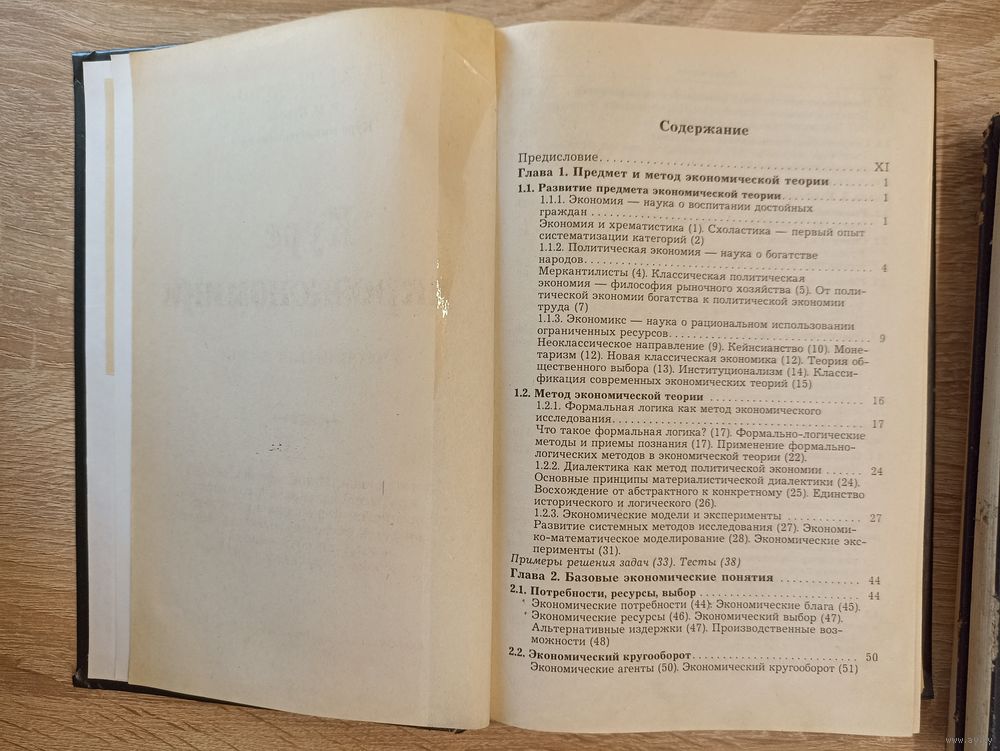 Содержание
Предисловие. . . . . . . . . . . . . . . . . . . . . . . . . . . . . . . . XI
Глава 1. Предмет и метод экономической теории . . . . . . . 1
1.1. Развитие предмета экономической теории. . . . . . . . . . . . . 1
1.1.1. Экономия — наука о воспитании достойных
граждан . . . . . . . . . . . . . . . . . . . . . . . . . . . . . . . 1
Экономия и хрематистика (1). Схоластика — первый опыт
систематизации категорий (2)
1.1.2. Политическая экономия — наука о богатстве
народов. . . . . . . . . . . . . . . . . . . . . . . . . . . . . . . 4
Меркантилисты (4). Классическая политическая
экономия — философия рыночного хозяйства (5). От поли-
тической экономии богатства к политической экономии
труда (7)
1.1.3. Экономикс — наука о рациональном использовании
ограниченных ресурсов. . . . . . . . . . . . . . . . . . . . . . . 9
Неоклассическое направление (9). Кейнсианство (10). Моне-
таризм (12). Новая классическая экономика (12). Теория об-
щественного выбора (13). Институционализм (14). Класси-
фикация современных экономических теорий (15)
1.2. Метод экономической теории . . . . . . . . . . . . . . . . . . . 16
1.2.1. Формальная логика как метод экономического
исследования. . . . . . . . . . . . . . . . . . . . . . . . . . . . 17
Что такое формальная логика? (17). Формально-логические
методы и приемы познания (17). Применение формально-
логических методов в экономической теории (22).
1.2.2. Диалектика как метод политической экономии . . . . . . 24
Основные принципы материалистической диалектики (24).
Восхождение от абстрактного к конкретному (25). Единство
исторического и логического (26).
1.2.3. Экономические модели и эксперименты . . . . . . . . . . . . 27
Развитие системных методов исследования (27). Экономи-
ко-математическое моделирование (28). Экономические экс-
перименты (31).
Примеры решения задач (33). Тесты (38)
Глава 2. Базовые экономические понятия . . . . . . . . . . . . 44
2.1. Потребности, ресурсы, выбор . . . . . . . . . . . . . . . . . . . 44
Экономические потребности (44): Экономические блага (45).
Экономические ресурсы (46). Экономический выбор (47).
Альтернативные издержки (47). Производственные воз-
можности (48)
2.2. Экономический кругооборот. . . . . . . . . . . . . . . . . . . . 50
Экономические агенты (50). Экономический кругооборот (51)
www.av.by